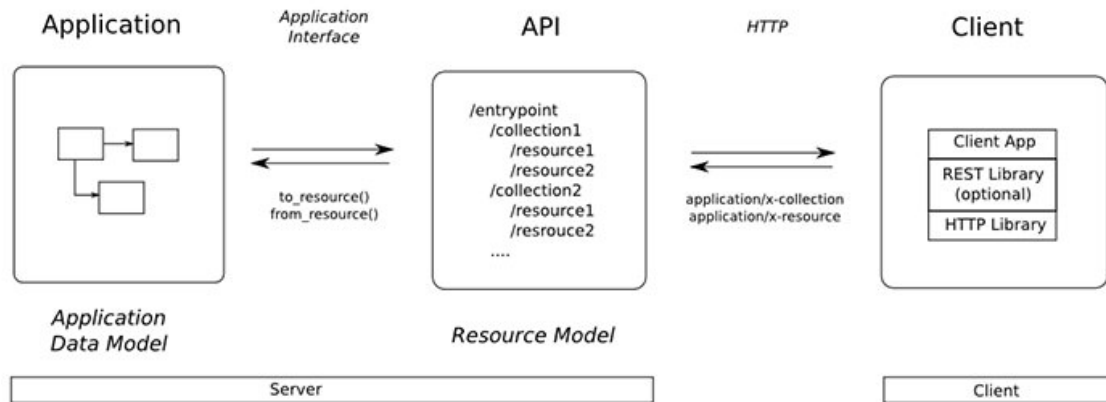 Application
Application
Interface
API
HTTP
Client
/entrypoint
/collection1
/resource1
/resource2
/collection2
/resource1
/resrouce2
....
to_resource()
from_resource()
application/x-collection
application/x-resource
Client App
REST Library
(optional)
HTTP Library
Application
Data Model
Resource Model
Server
Client